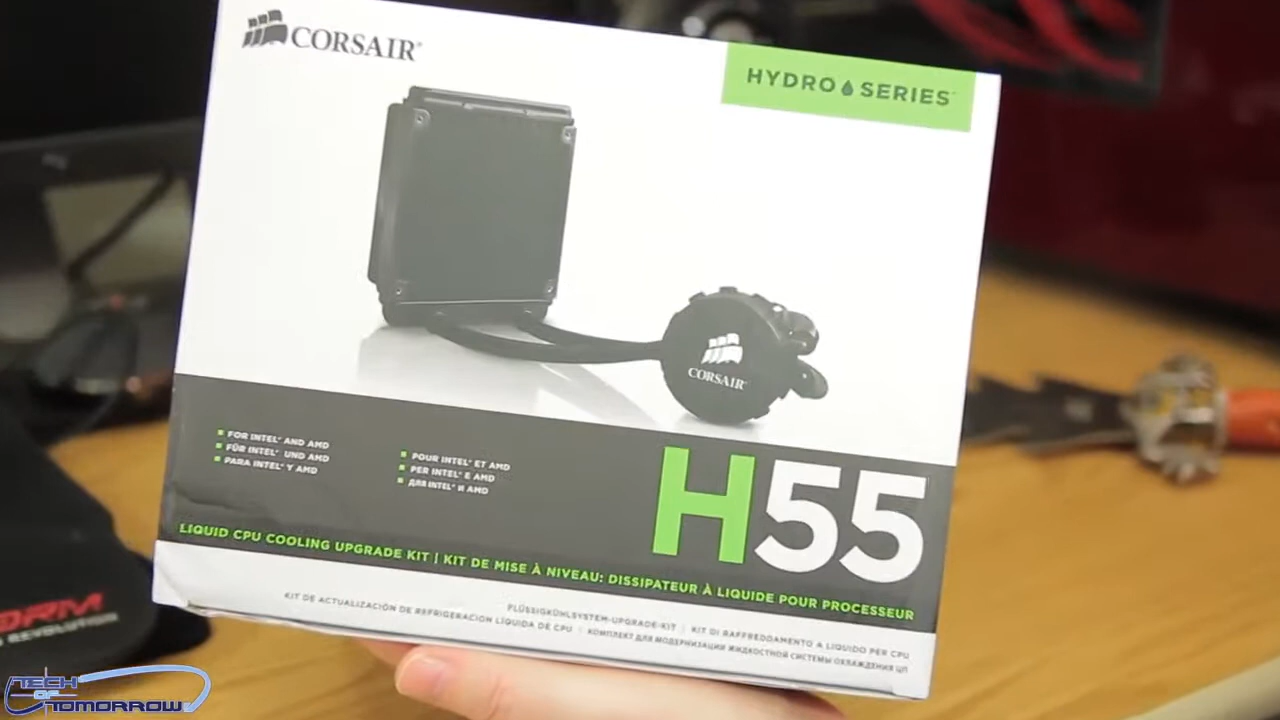 CORSAIR®
HYDRO SERIES™
CORSAIR
FOR INTEL® AND AMD
FÜR INTEL® UND AMD
PARA INTEL® Y AMD
POUR INTEL® ET AMD
PER INTEL® E AMD
ДЛЯ INTEL® И AMD
H55
LIQUID CPU COOLING UPGRADE KIT | KIT DE MISE À NIVEAU: DISSIPATEUR À LIQUIDE POUR PROCESSEUR
FLÜSSIGKÜHLSYSTEM-UPGRADE-KIT | KIT DI RAFFREDDAMENTO A LIQUIDO PER CPU
KIT DE ACTUALIZACIÓN DE REFRIGERACIÓN LÍQUIDA DE CPU | КОМПЛЕКТ ДЛЯ МОДЕРНИЗАЦИИ ЖИДКОСТНОЙ СИСТЕМЫ ОХЛАЖДЕНИЯ ЦП
REVOLUTION
TECH
OF
TOMORROW